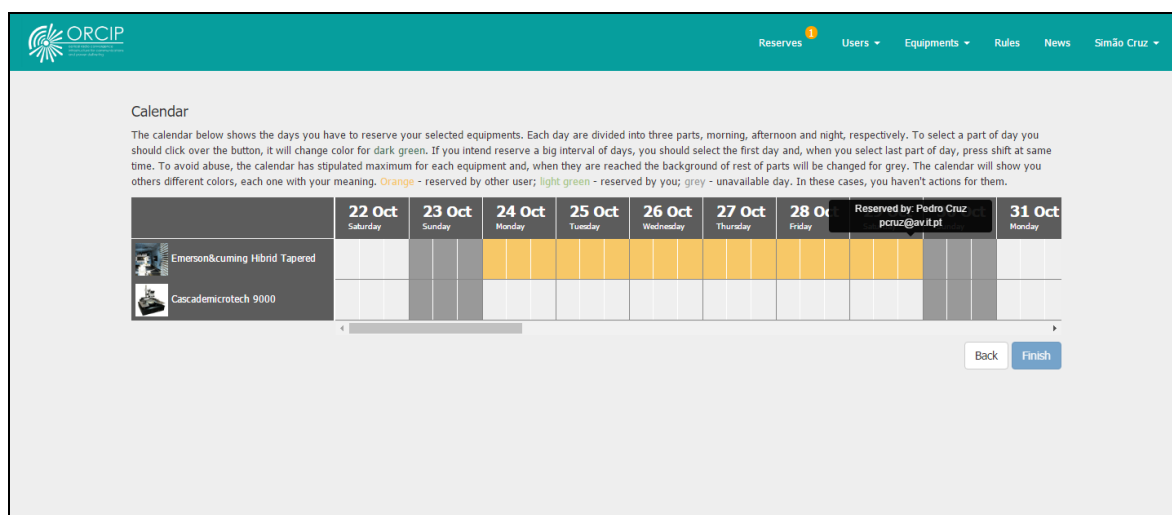 ORCIP
Reserves 1 Users Equipments Rules News Simão Cruz
Calendar
The calendar below shows the days you have to reserve your selected equipments. Each day are divided into three parts, morning, afternoon and night, respectively. To select a part of day you
should click over the button, it will change color for dark green. If you intend reserve a big interval of days, you should select the first day and, when you select last part of day, press shift at same
time. To avoid abuse, the calendar has stipulated maximum for each equipment and, when they are reached the background of rest of parts will be changed for grey. The calendar will show you
others different colors, each one with your meaning. Orange - reserved by other user; light green - reserved by you; grey - unavailable day. In these cases, you haven't actions for them.
22 Oct 23 Oct 24 Oct 25 Oct 26 Oct 27 Oct 28 Oct 31 Oct
Saturday Sunday Monday Tuesday Wednesday Thursday Friday Monday
Reserved by: Pedro Cruz
pcruz@av.it.pt
Emerson&cuming Hibrid Tapered
Cascademicrotech 9000
Back Finish